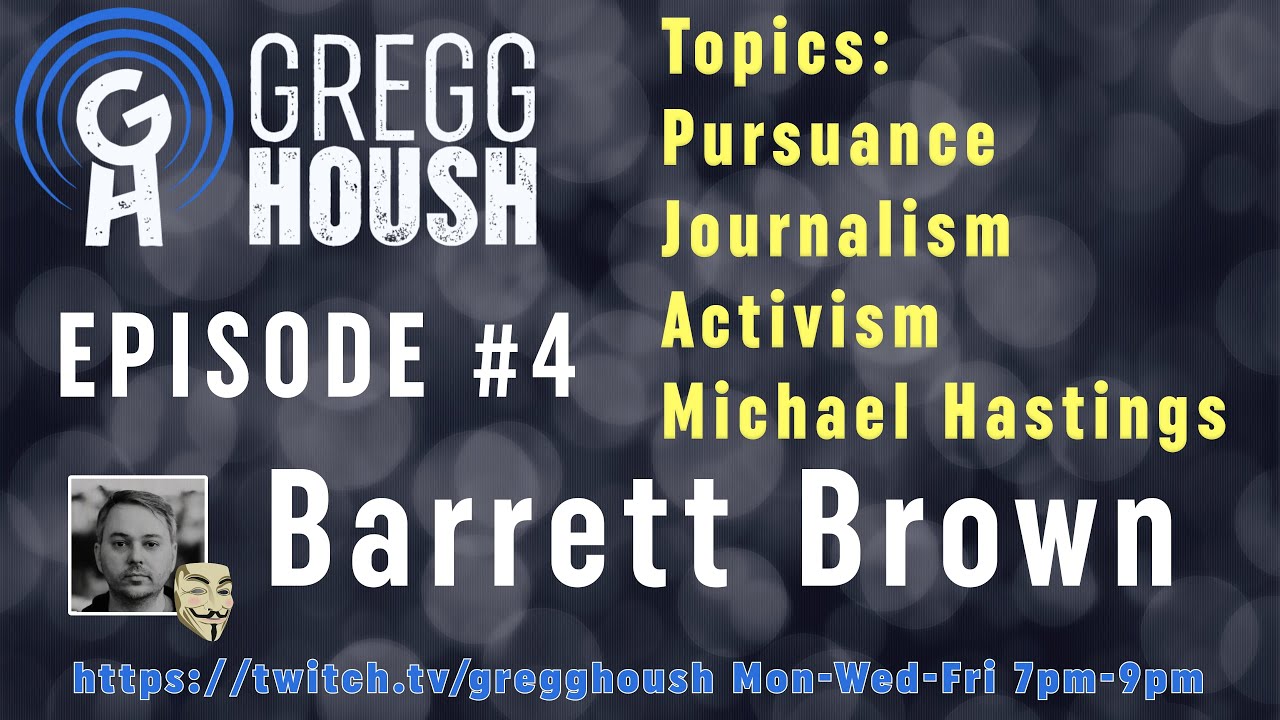 GH
GREGG
HOUSH
EPISODE #4
Topics:
Pursuance
Journalism
Activism
Michael Hastings
Barrett Brown
https://twitch.tv/gregghoush Mon-Wed-Fri 7pm-9pm